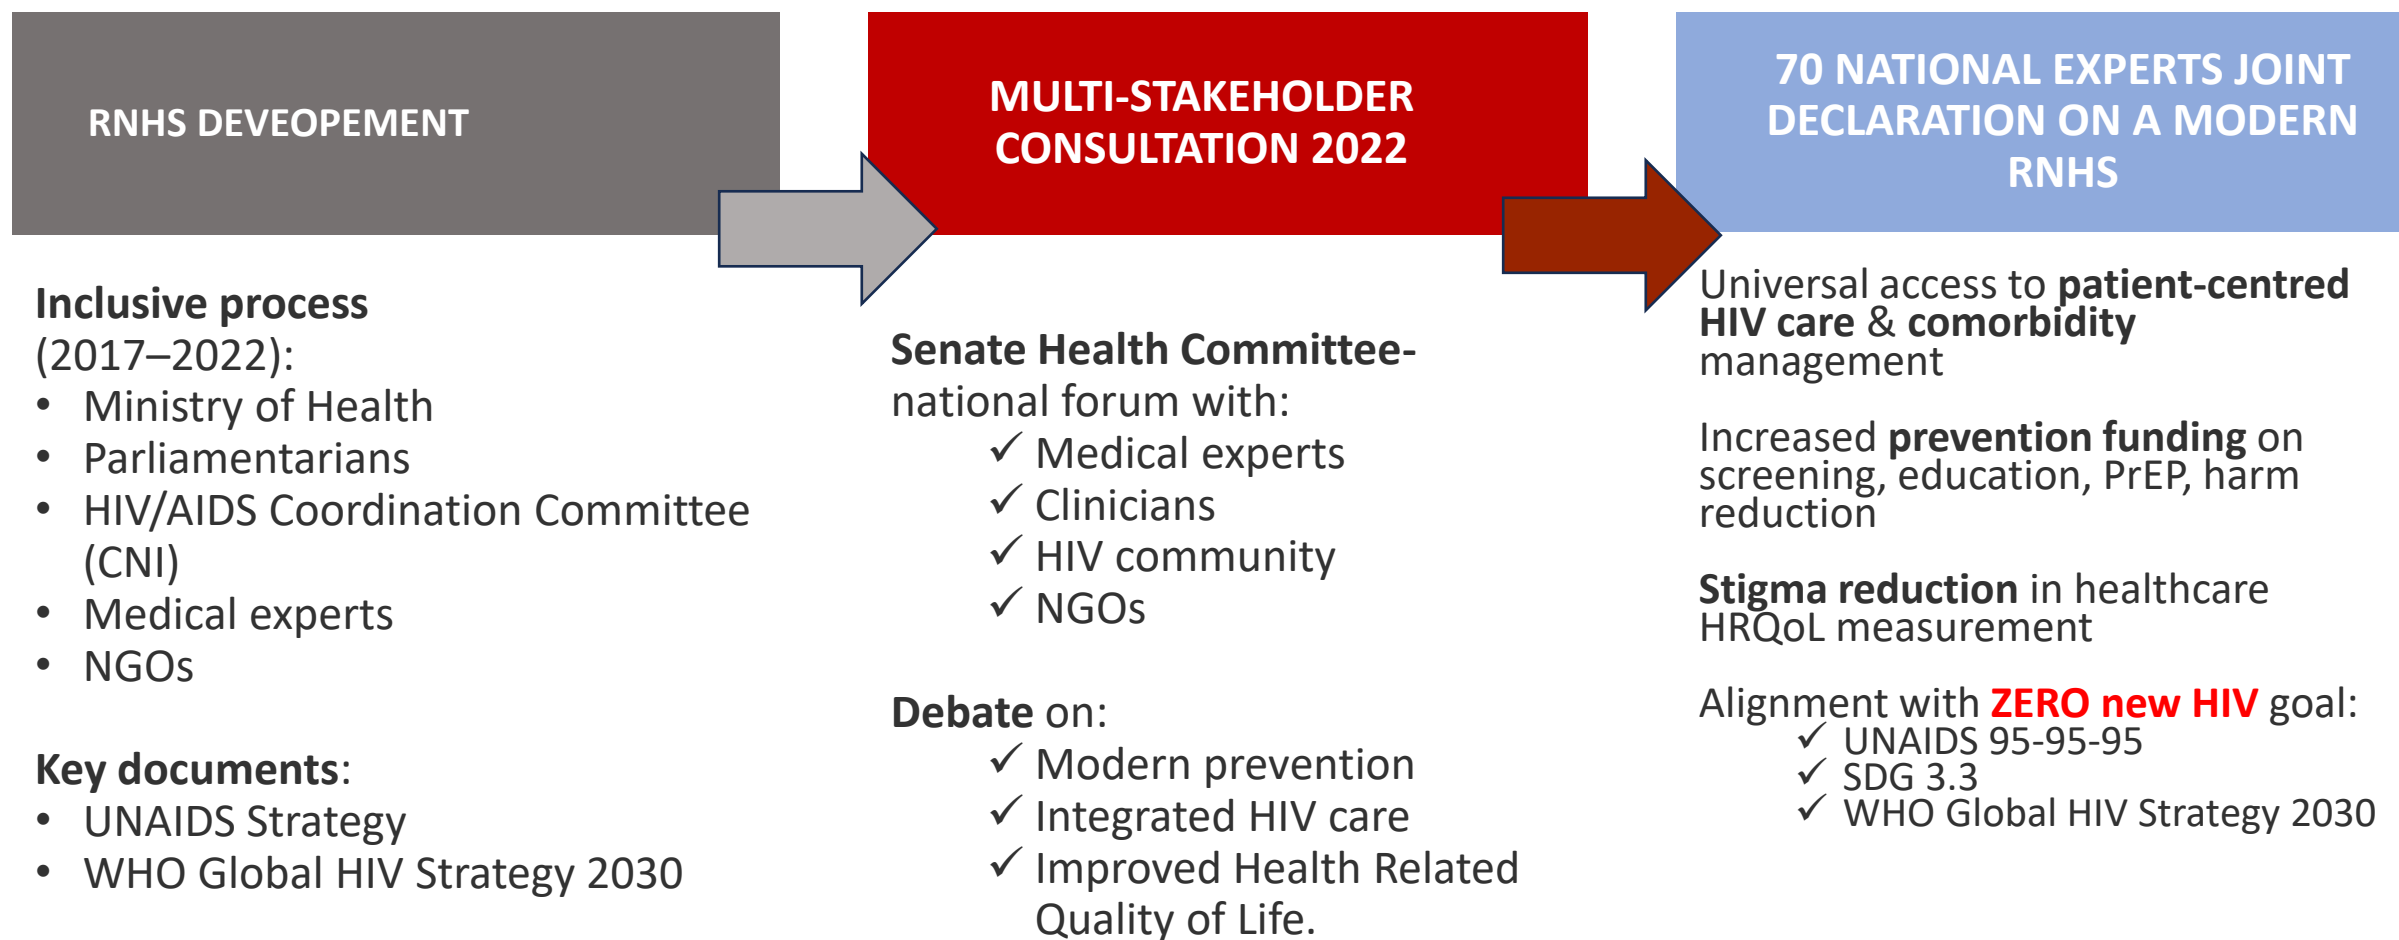 RNHS DEVEOPEMENT
Inclusive process
(2017–2022):
• Ministry of Health
• Parliamentarians
• HIV/AIDS Coordination Committee
(CNI)
• Medical experts
• NGOs
Key documents:
• UNAIDS Strategy
• WHO Global HIV Strategy 2030
MULTI-STAKEHOLDER
CONSULTATION 2022
Senate Health Committee-
national forum with:
✓ Medical experts
✓ Clinicians
✓ HIV community
✓ NGOs
Debate on:
✓ Modern prevention
✓ Integrated HIV care
✓ Improved Health Related
Quality of Life.
70 NATIONAL EXPERTS JOINT
DECLARATION ON A MODERN
RNHS
Universal access to patient-centred
HIV care & comorbidity
management
Increased prevention funding on
screening, education, PrEP, harm
reduction
Stigma reduction in healthcare
HRQoL measurement
Alignment with ZERO new HIV goal:
✓ UNAIDS 95-95-95
✓ SDG 3.3
✓ WHO Global HIV Strategy 2030